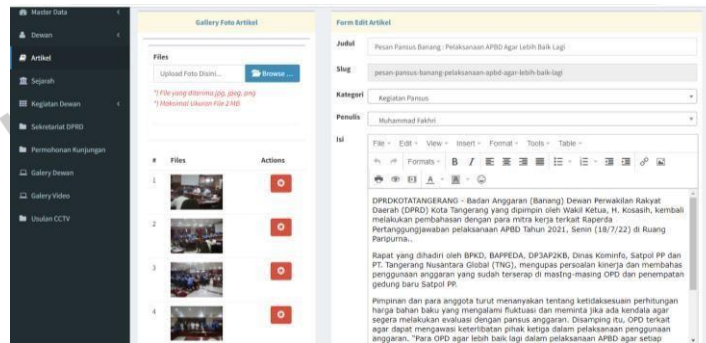 Master Data
Dewan
Artikel
Sejarah
Kegiatan Dewan
Sekretariat DPRD
Permohonan Kunjungan
Galery Dewan
Galery Video
Usulan CCTV
Gallery Foto Artikel
Files
Upload Foto Disini...
Browse ...
*) File yang diterima jpg, jpeg, png
*) Maksimal Ukuran File 2 MB
# Files Actions
1
2
3
4
Form Edit Artikel
Judul Pesan Pansus Banang : Pelaksanaan APBD Agar Lebih Baik Lagi
Slug pesan-pansus-banang-pelaksanaan-apbd-agar-lebih-baik-lagi
Kategori Kegiatan Pansus
Penulis Muhammad Fakhri
Isi
File Edit View Insert Format Tools Table
Formats B I
A A
DPRDKOTATANGERANG - Badan Anggaran (Banang) Dewan Perwakilan Rakyat
Daerah (DPRD) Kota Tangerang yang dipimpin oleh Wakil Ketua, H. Kosasih, kembali
melakukan pembahasan dengan para mitra kerja terkait Raperda
Pertanggungjawaban pelaksanaan APBD Tahun 2021, Senin (18/7/22) di Ruang
Paripurna..
Rapat yang dihadiri oleh BPKD, BAPPEDA, DP3AP2KB, Dinas Kominfo, Satpol PP dan
PT. Tangerang Nusantara Global (TNG), mengupas persoalan kinerja dan membahas
penggunaan anggaran yang sudah terserap di masIng-masing OPD dan penempatan
gedung baru Satpol PP.
Pimpinan dan para anggota turut menanyakan tentang ketidaksesuain perhitungan
harga bahan baku yang mengalami fluktuasi dan meminta jika ada kendala agar
segera melakukan evaluasi dengan pansus anggaran. Disamping itu, OPD terkait
agar dapat mengawasi keterlibatan pihak ketiga dalam pelaksanaan penggunaan
anggaran. "Para OPD agar lebih baik lagi dalam pelaksanaan APBD agar setiap